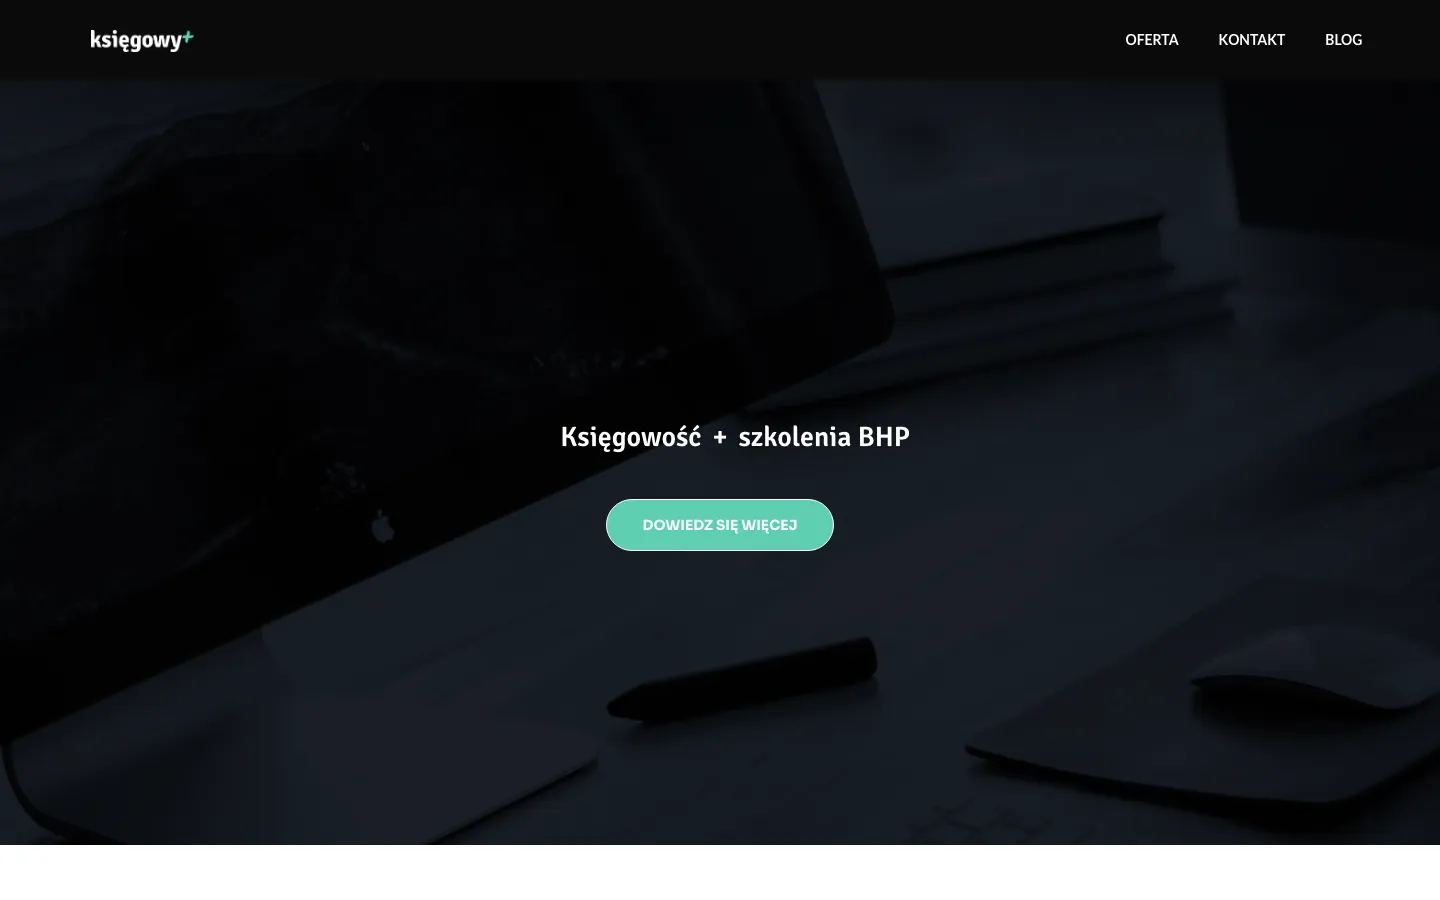 księgowy+
OFERTA KONTAKT BLOG
Księgowość + szkolenia BHP
DOWIEDZ SIĘ WIĘCEJ